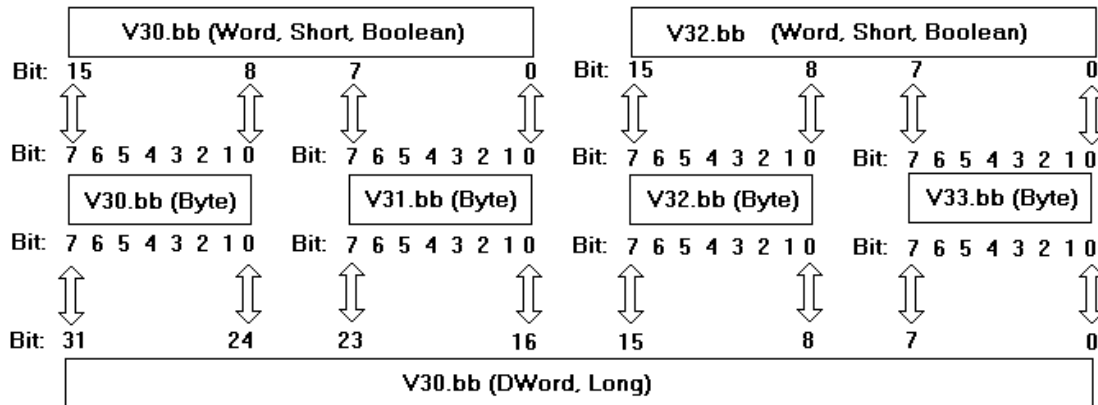 V30.bb (Word, Short, Boolean) V32.bb (Word, Short, Boolean)
Bit: 15 8 7 0 Bit: 15 8 7 0
Bit: 7 6 5 4 3 2 1 0 Bit: 7 6 5 4 3 2 1 0 Bit: 7 6 5 4 3 2 1 0 Bit: 7 6 5 4 3 2 1 0
V30.bb (Byte) V31.bb (Byte) V32.bb (Byte) V33.bb (Byte)
Bit: 7 6 5 4 3 2 1 0 Bit: 7 6 5 4 3 2 1 0 Bit: 7 6 5 4 3 2 1 0 Bit: 7 6 5 4 3 2 1 0
Bit: 31 24 23 16 15 8 7 0
V30.bb (DWord, Long)